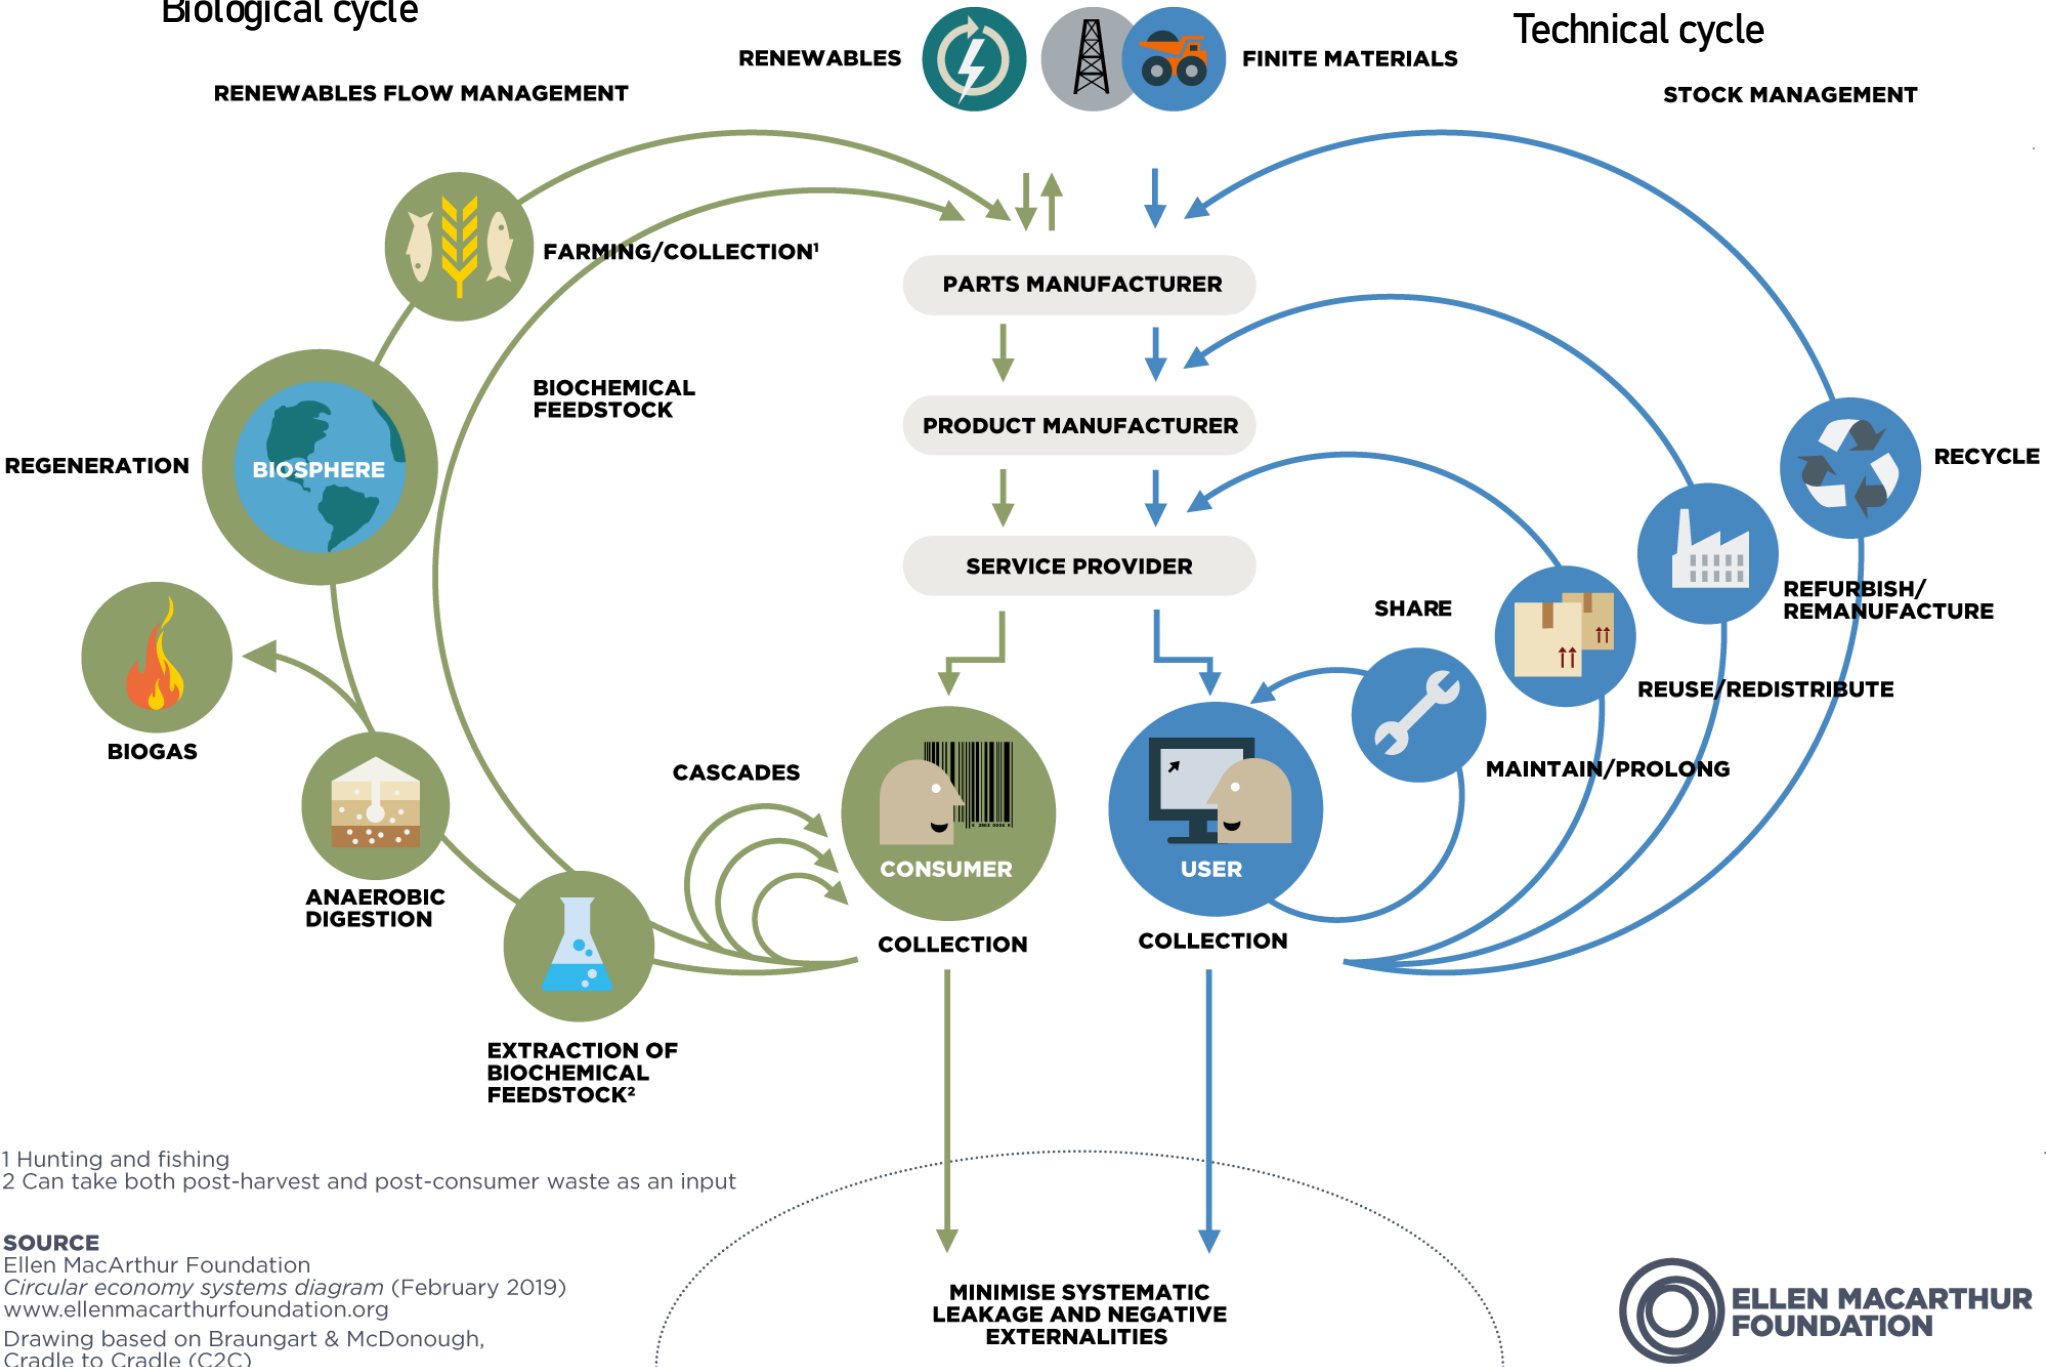 Biological cycle
Technical cycle
RENEWABLES
FINITE MATERIALS
RENEWABLES FLOW MANAGEMENT
STOCK MANAGEMENT
FARMING/COLLECTION¹
PARTS MANUFACTURER
BIOCHEMICAL
FEEDSTOCK
PRODUCT MANUFACTURER
REGENERATION
BIOSPHERE
RECYCLE
SERVICE PROVIDER
SHARE
REFURBISH/
REMANUFACTURE
REUSE/REDISTRIBUTE
BIOGAS
CASCADES
MAINTAIN/PROLONG
CONSUMER
USER
ANAEROBIC
DIGESTION
COLLECTION
COLLECTION
EXTRACTION OF
BIOCHEMICAL
FEEDSTOCK²
1 Hunting and fishing
2 Can take both post-harvest and post-consumer waste as an input
SOURCE
Ellen MacArthur Foundation
Circular economy systems diagram (February 2019)
www.ellenmacarthurfoundation.org
Drawing based on Braungart & McDonough,
Cradle to Cradle (C2C)
MINIMISE SYSTEMATIC
LEAKAGE AND NEGATIVE
EXTERNALITIES
ELLEN MACARTHUR
FOUNDATION